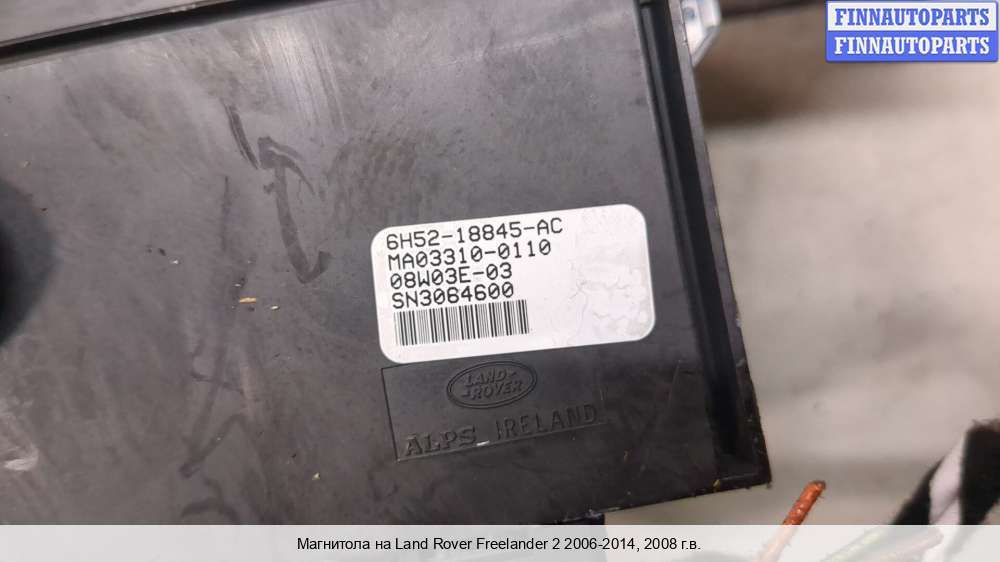 FINNAUTOPARTS
FINNAUTOPARTS
6H52-18845-AC
MA03310-0110
08W03E-03
SN3064600
LAND-
-ROVER
ALPS IRELAND
Магнитола на Land Rover Freelander 2 2006-2014, 2008 г.в.